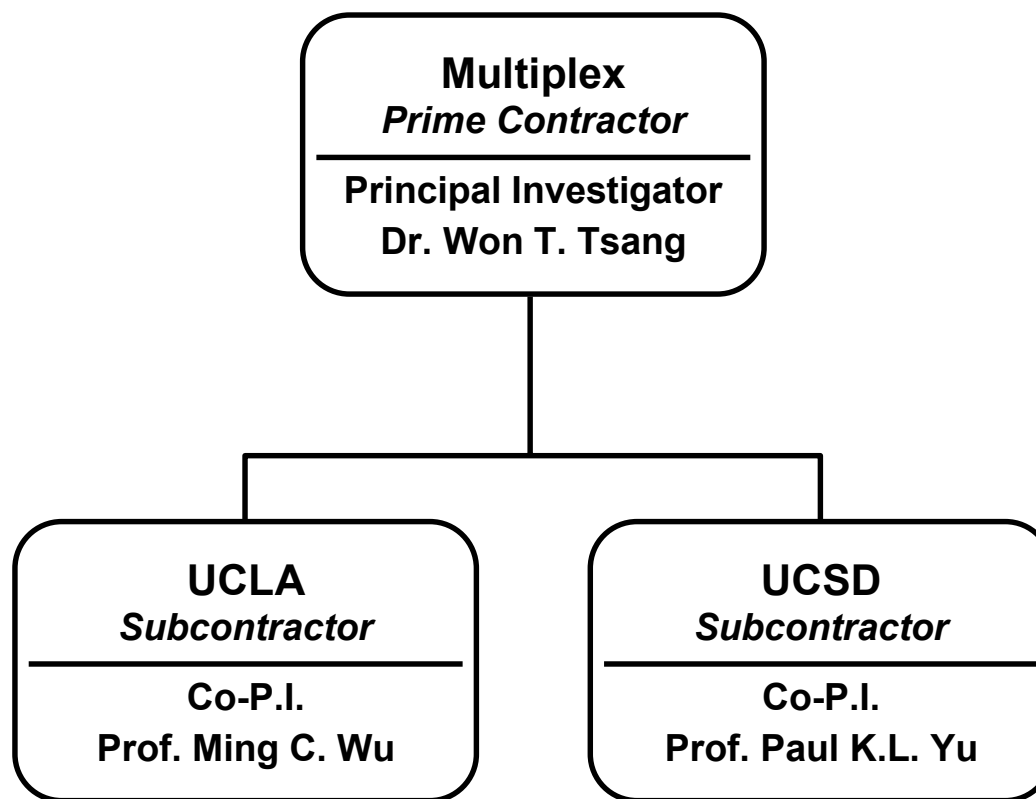 Multiplex
Prime Contractor
Principal Investigator
Dr. Won T. Tsang
UCLA
Subcontractor
Co-P.I.
Prof. Ming C. Wu
UCSD
Subcontractor
Co-P.I.
Prof. Paul K.L. Yu